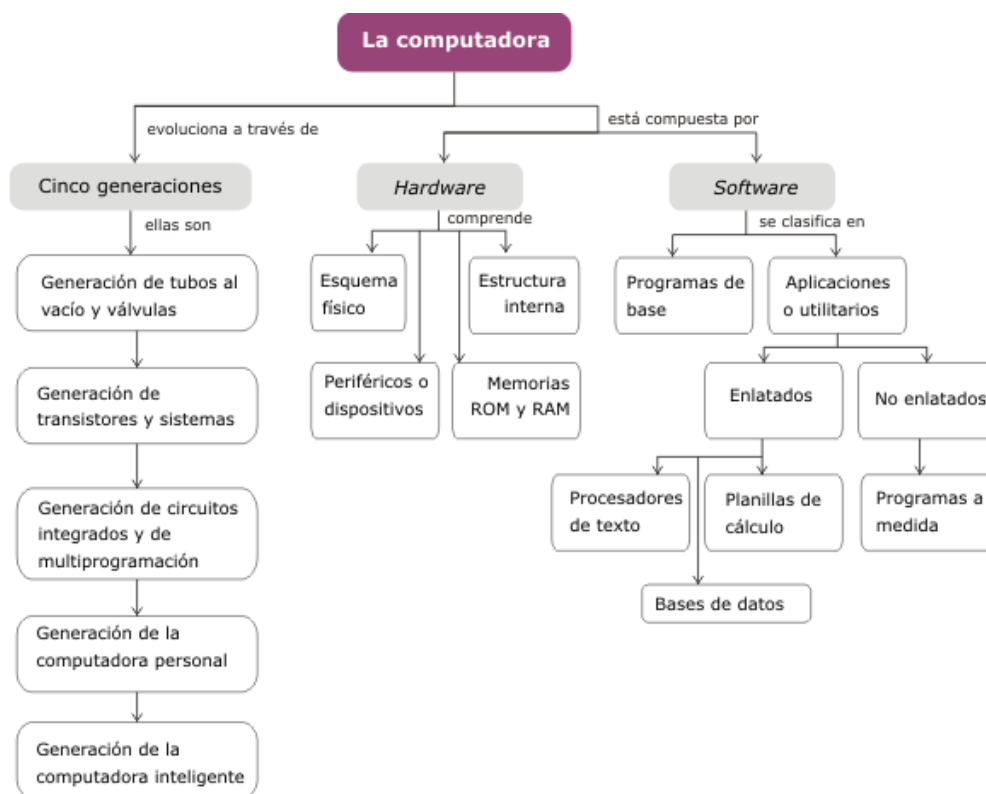 La computadora
evoluciona a través de
está compuesta por
Cinco generaciones
Hardware
Software
ellas son
comprende
se clasifica en
Generación de tubos al
vacío y válvulas
Generación de
transistores y sistemas
Generación de circuitos
integrados y de
multiprogramación
Generación de la
computadora personal
Generación de la
computadora inteligente
Esquema
físico
Estructura
interna
Periféricos o
dispositivos
Memorias
ROM y RAM
Programas de
base
Aplicaciones
o utilitarios
Enlatados
No enlatados
Procesadores
de texto
Planillas de
cálculo
Bases de datos
Programas a
medida